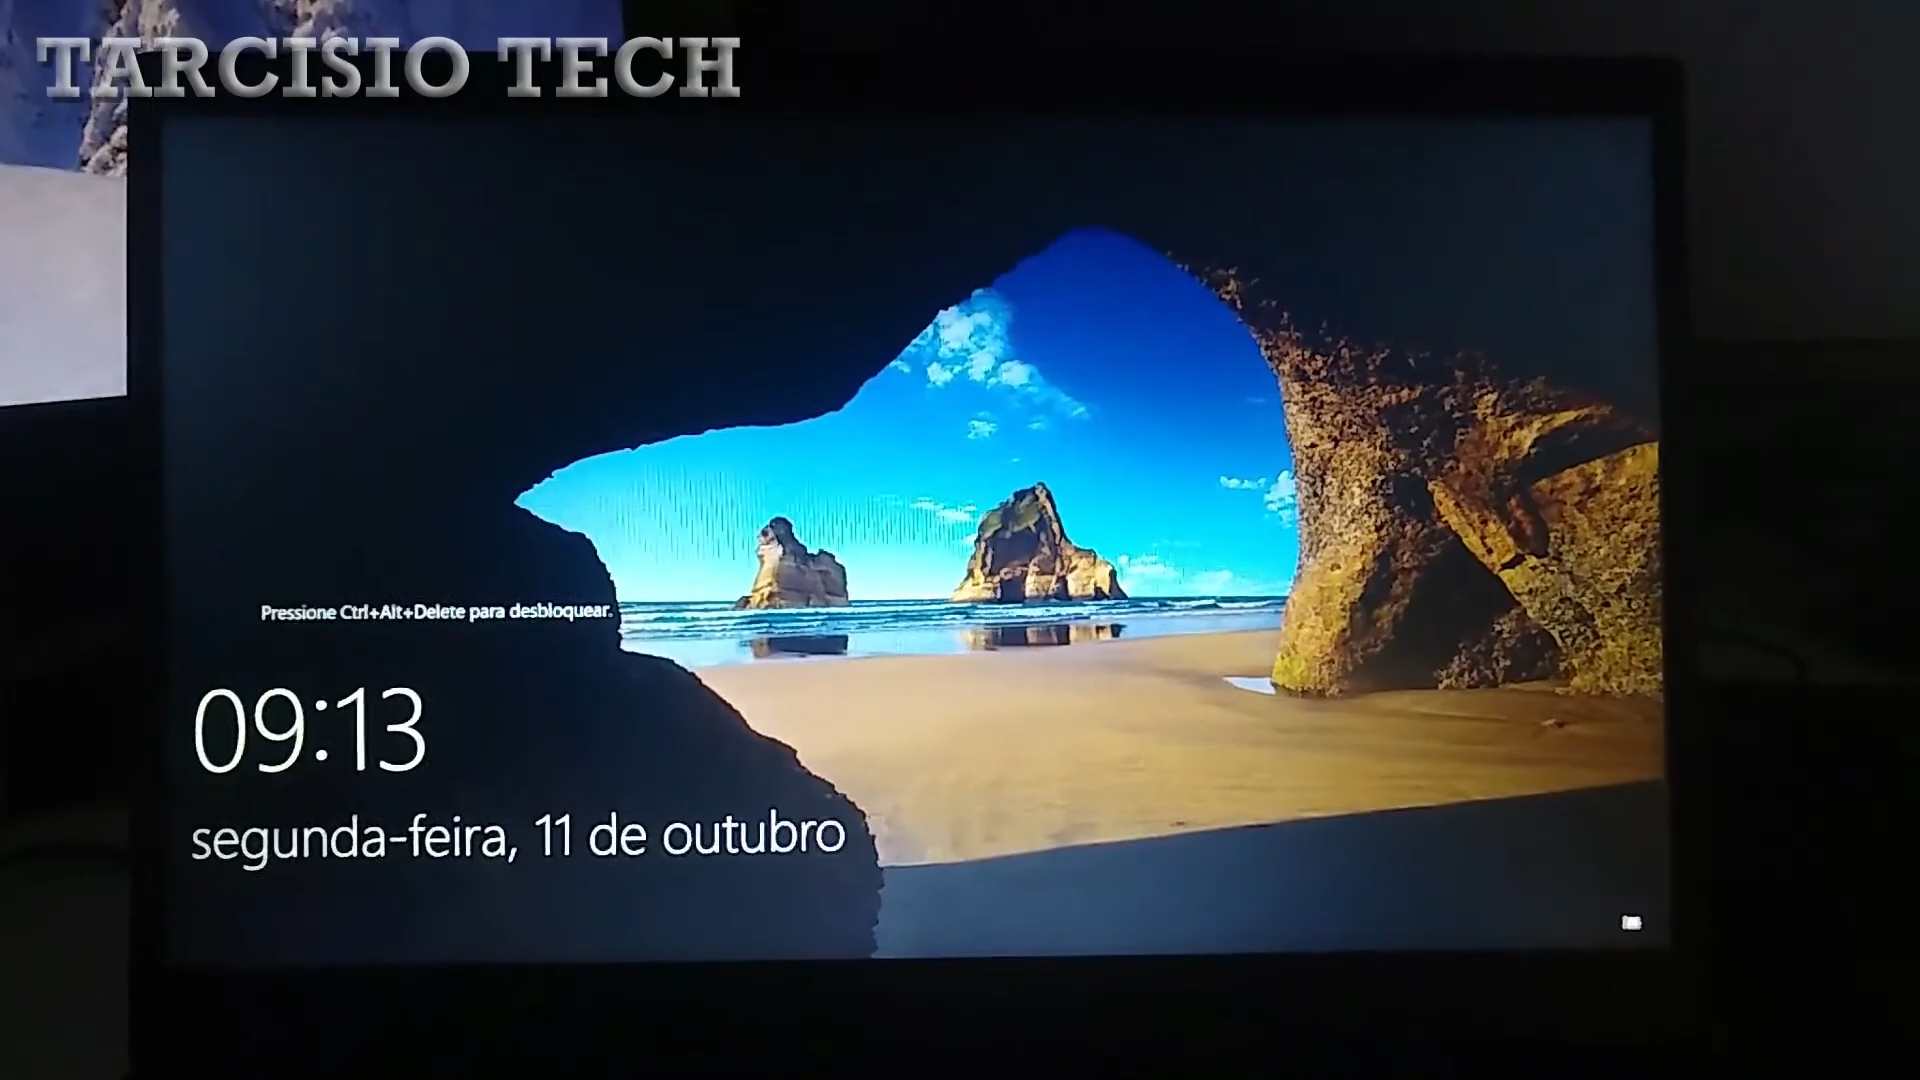 TARCISIO TECH
Pressione Ctrl+Alt+Delete para desbloquear.
09:13
segunda-feira, 11 de outubro